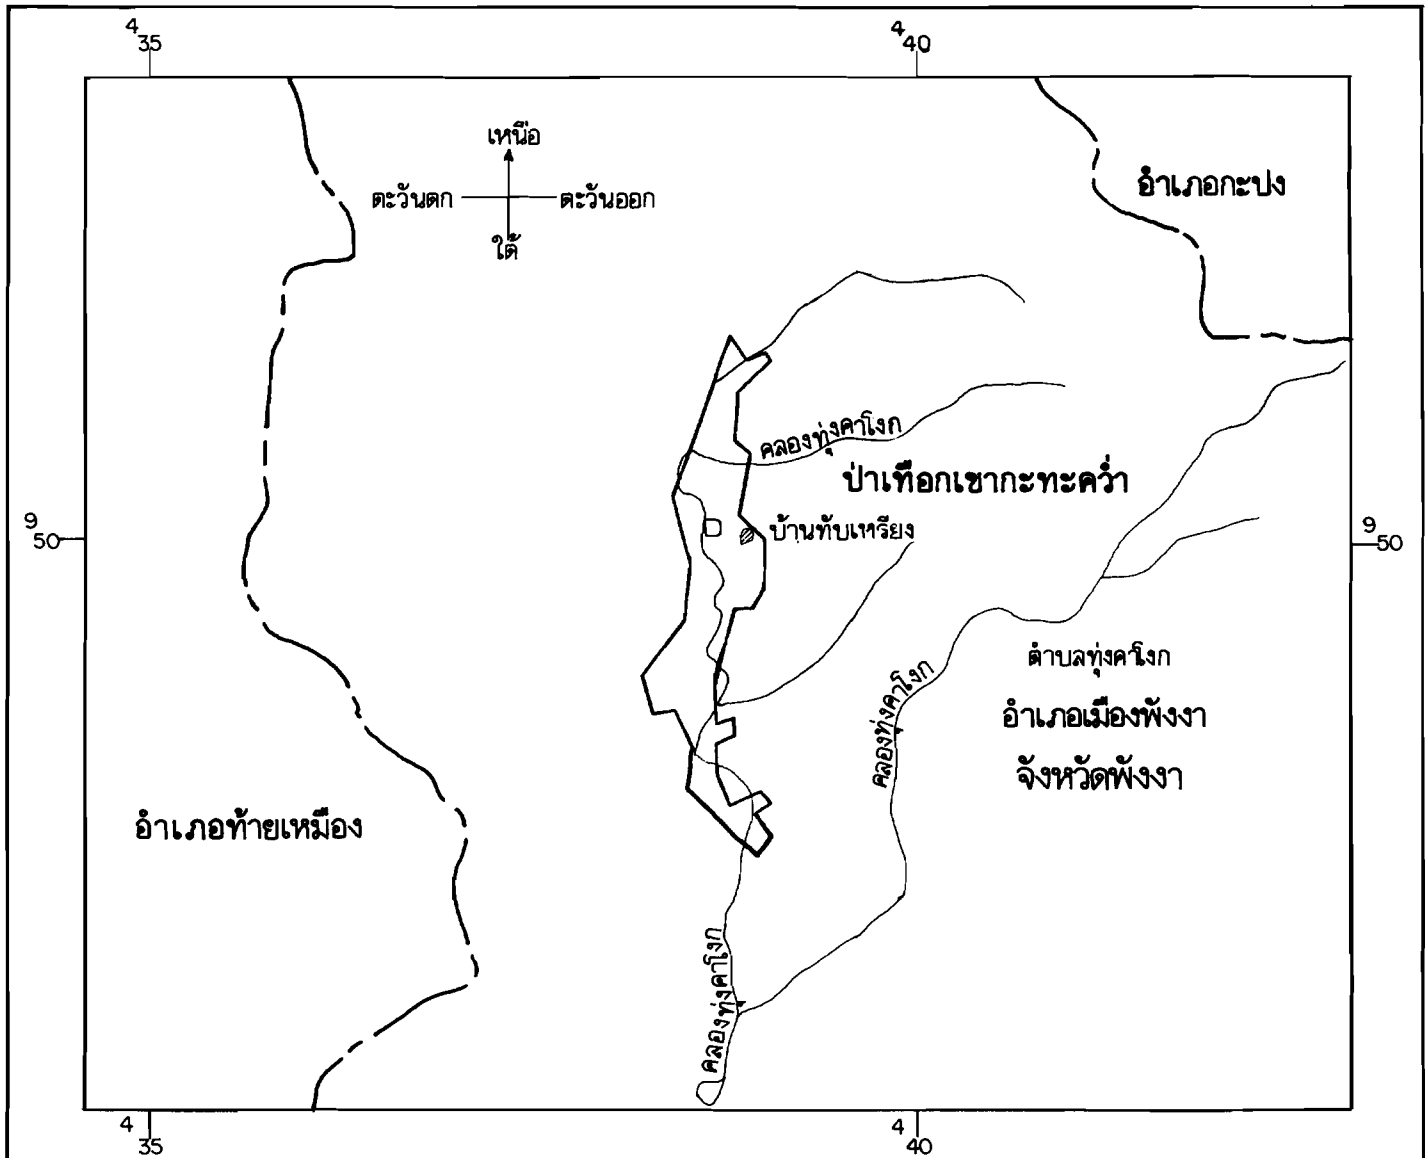 4 35
4 40
เหนือ
ตะวันตก ตะวันออก
ใต้
อำเภอกะปง
คลองทุ่งคาโงก
ป่าเทือกเขากะทะคว่ำ
9 50
บ้านทับเหรียง
9 50
ตำบลทุ่งคาโงก
คลองทุ่งคาโงก
อำเภอเมืองพังงา
จังหวัดพังงา
อำเภอท้ายเหมือง
คลองทุ่งคาโงก
4 35
4 40